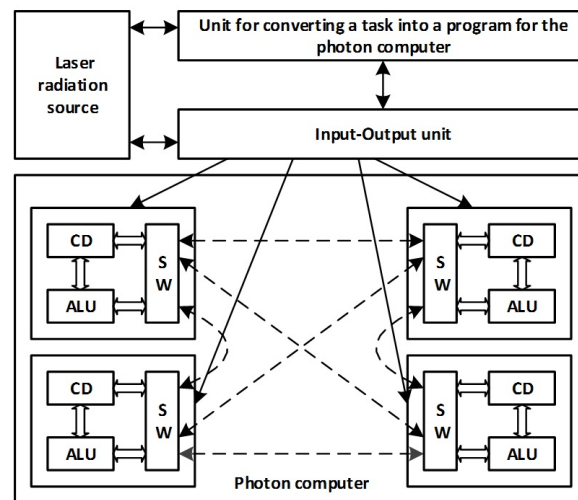 Unit for converting a task into a program for the
photon computer
Laser
radiation
source
Input-Output unit
CD
S
W
ALU
S
W
CD
ALU
CD
S
W
ALU
S
W
CD
ALU
Photon computer